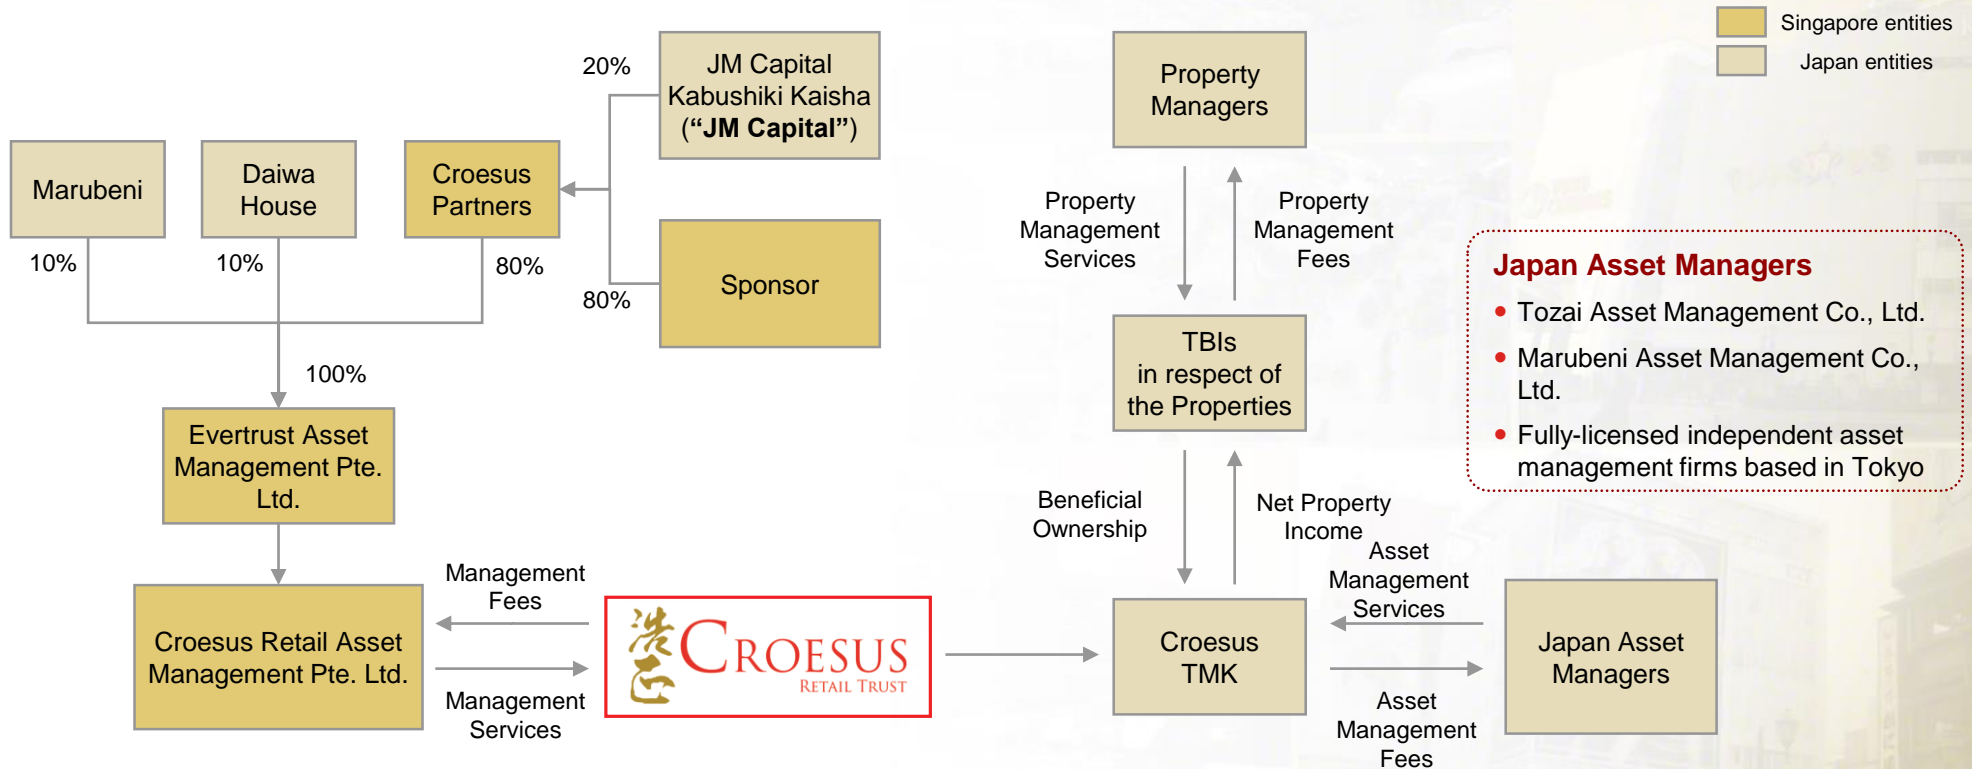 Singapore entities
Japan entities
20%
JM Capital
Kabushiki Kaisha
(“JM Capital”)
Property
Managers
Marubeni
Daiwa
House
Croesus
Partners
10%
10%
80%
80%
Sponsor
100%
Property
Management
Services
Property
Management
Fees
Japan Asset Managers
• Tozai Asset Management Co., Ltd.
• Marubeni Asset Management Co.,
Ltd.
• Fully-licensed independent asset
management firms based in Tokyo
TBIs
in respect of
the Properties
Evertrust Asset
Management Pte.
Ltd.
Beneficial
Ownership
Net Property
Income
Management
Fees
Croesus Retail Asset
Management Pte. Ltd.
Management
Services
CROESUS
RETAIL TRUST
Croesus
TMK
Asset
Management
Services
Asset
Management
Fees
Japan Asset
Managers